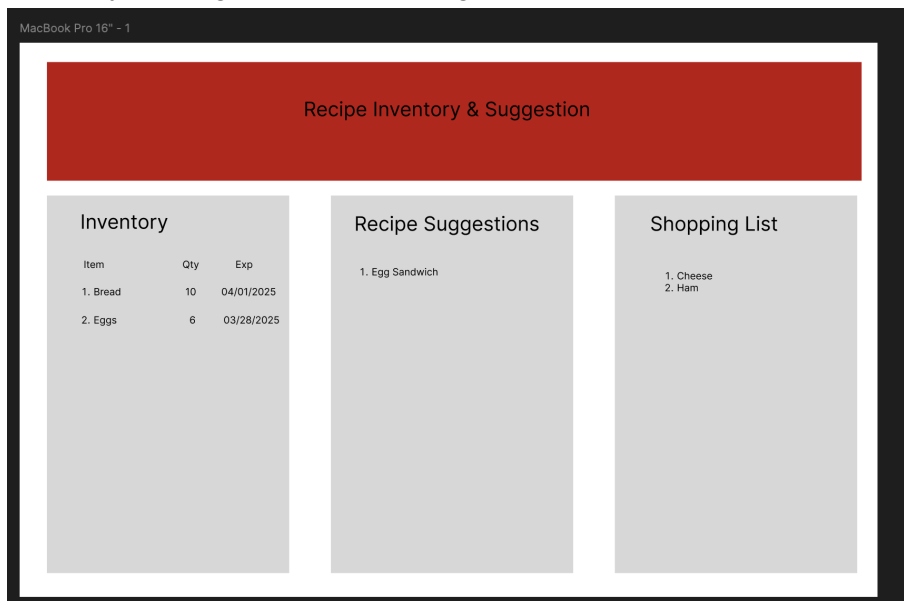 MacBook Pro 16" - 1
Recipe Inventory & Suggestion
Inventory
Item Qty Exp
1. Bread 10 04/01/2025
2. Eggs 6 03/28/2025
Recipe Suggestions
1. Egg Sandwich
Shopping List
1. Cheese
2. Ham